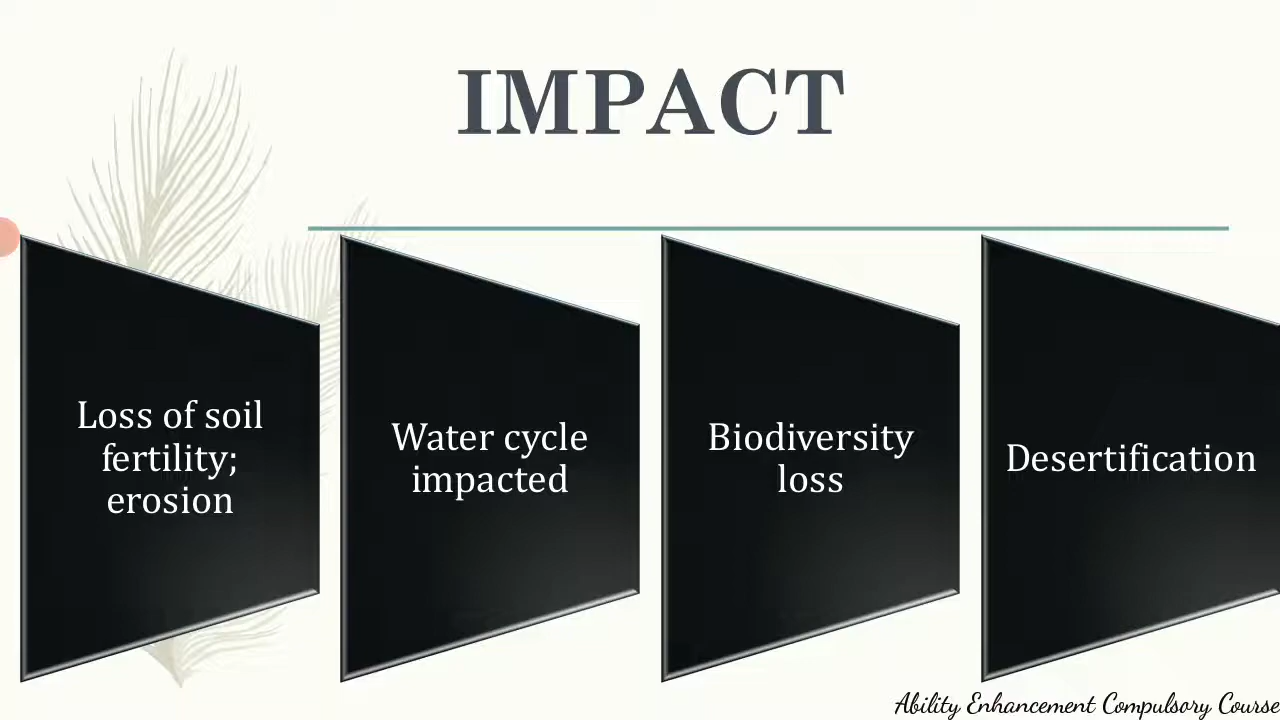 IMPACT
Loss of soil
fertility;
erosion
Water cycle
impacted
Biodiversity
loss
Desertification
Ability Enhancement Compulsory Course